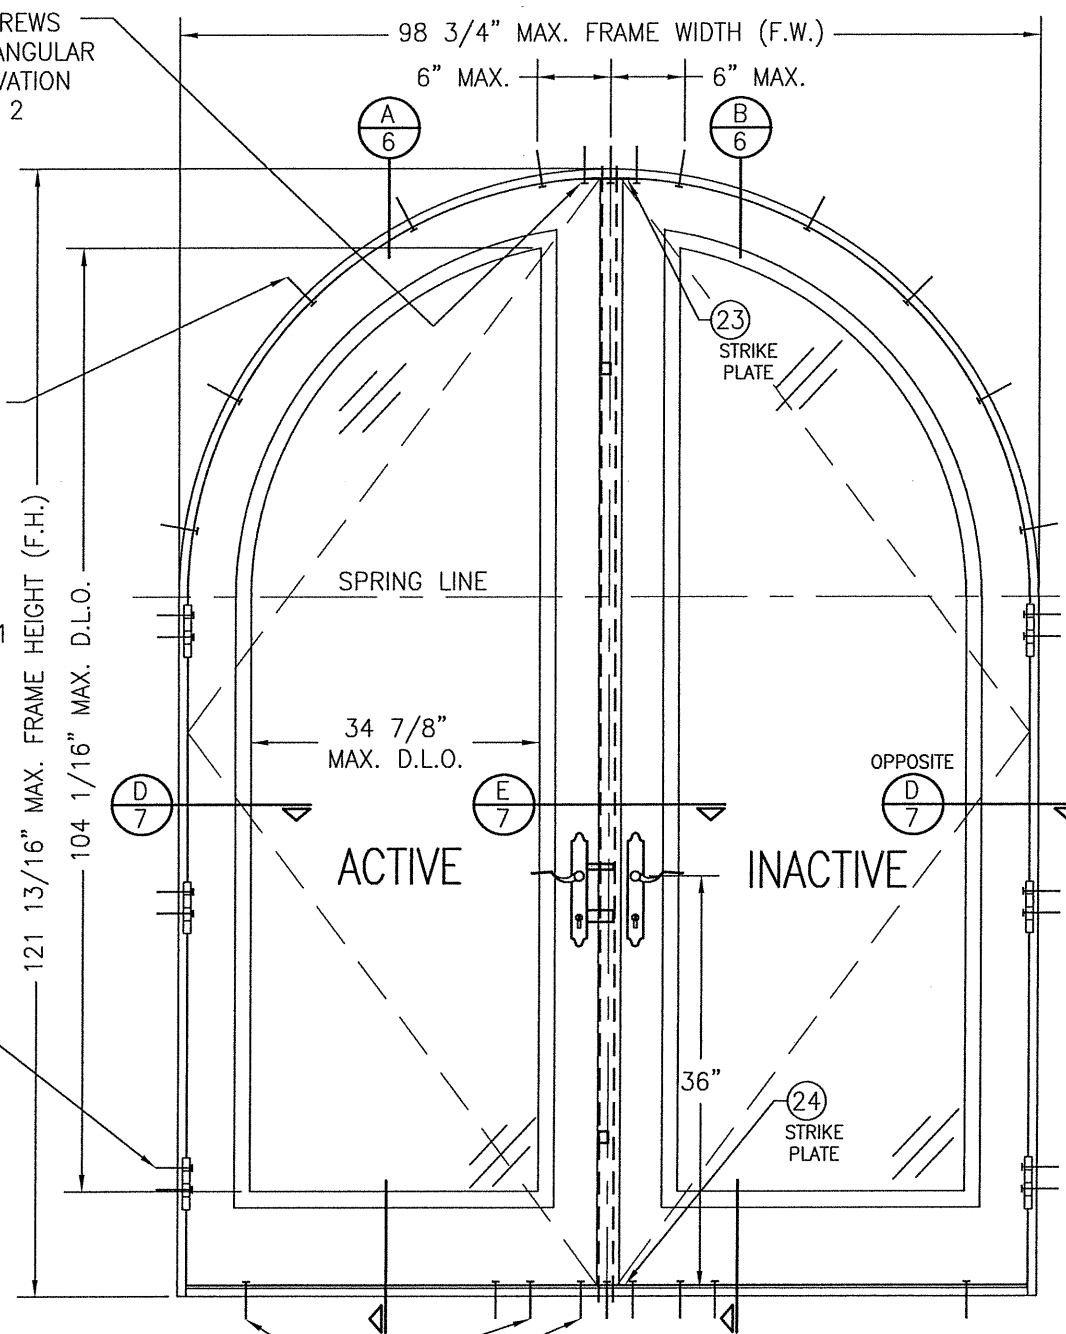 REWS
ANGULAR
VATION
2
98 3/4" MAX. FRAME WIDTH (F.W.)
6" MAX.
6" MAX.
A
6
B
6
23
STRIKE
PLATE
121 13/16" MAX. FRAME HEIGHT (F.H.)
104 1/16" MAX. D.L.O.
SPRING LINE
1
34 7/8"
MAX. D.L.O.
D
7
E
7
OPPOSITE
D
7
ACTIVE
INACTIVE
36"
24
STRIKE
PLATE